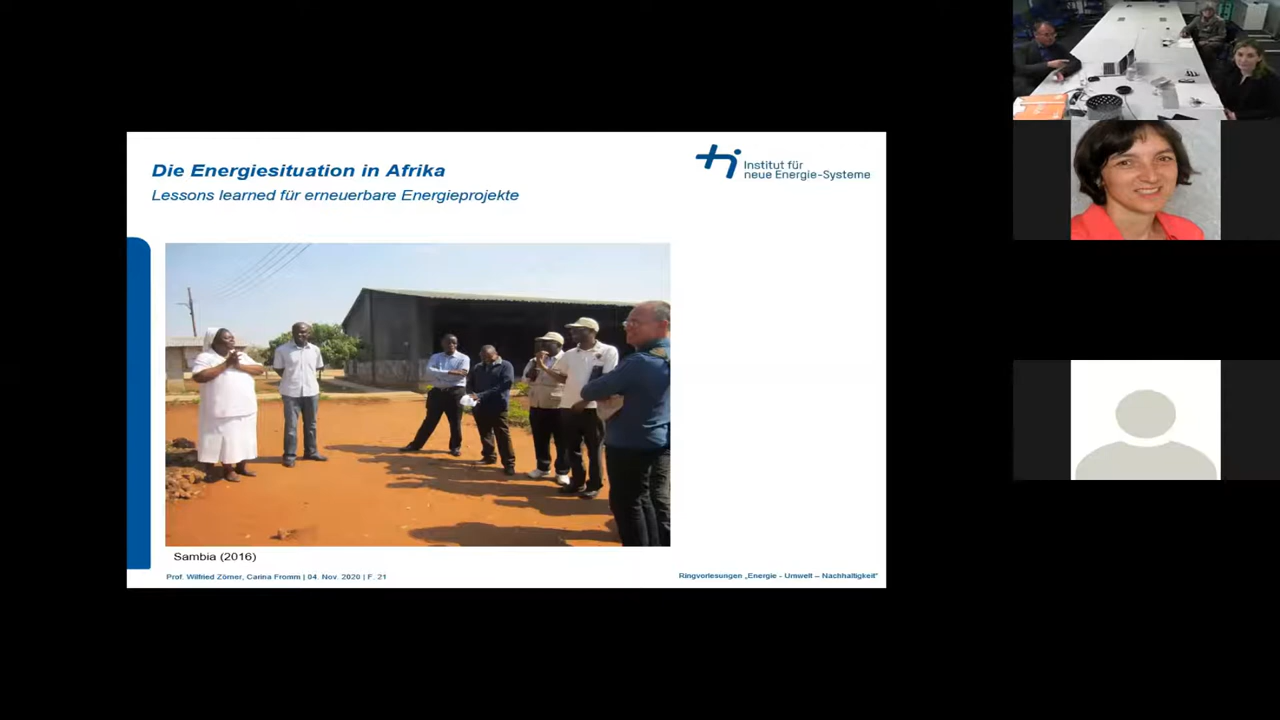 Die Energiesituation in Afrika
Lessons learned für erneuerbare Energieprojekte
Institut für
neue Energie-Systeme
Sambia (2016)
Prof. Wilfried Zörner, Carina Fromm | 04. Nov. 2020 | F. 21
Ringvorlesungen „Energie - Umwelt – Nachhaltigkeit"